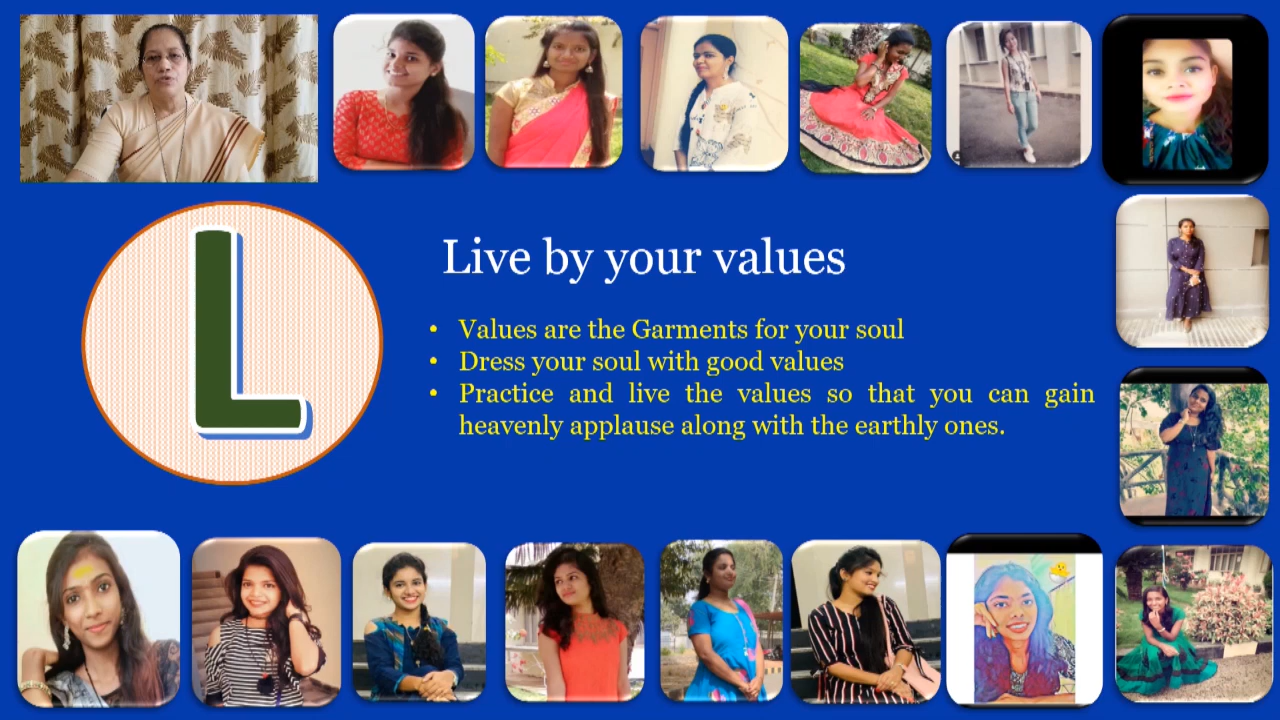 L
Live by your values
• Values are the Garments for your soul
• Dress your soul with good values
• Practice and live the values so that you can gain
heavenly applause along with the earthly ones.